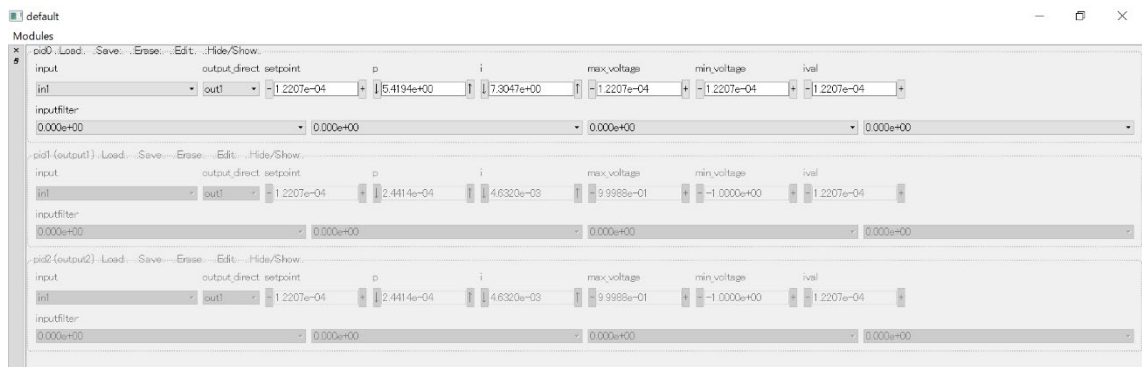 default
Modules
pid0 ..Load.. ..Save:. ..Erase:. ..Edit.. .:Hide/Show..
input output_direct setpoint p i max_voltage min_voltage ival
in1 out1 - 1.2207e-04 + ↓ 5.4194e+00 ↑ ↓ 7.3047e+00 ↑ - 1.2207e-04 + - 1.2207e-04 + - 1.2207e-04 +
inputfilter
0.000e+00 0.000e+00 0.000e+00 0.000e+00
pid1 (output1) ..Load.. ..Save.. ..Erase.. ..Edit.. ..Hide/Show..
input output_direct setpoint p i max_voltage min_voltage ival
in1 out1 - 1.2207e-04 + ↓ 2.4414e-04 ↑ ↓ 4.6320e-03 ↑ - 9.9988e-01 + - -1.0000e+00 + - 1.2207e-04 +
inputfilter
0.000e+00 0.000e+00 0.000e+00 0.000e+00
pid2 (output2) ..Load.. ..Save.. ..Erase.. ..Edit.. ..Hide/Show..
input output_direct setpoint p i max_voltage min_voltage ival
in1 out1 - 1.2207e-04 + ↓ 2.4414e-04 ↑ ↓ 4.6320e-03 ↑ - 9.9988e-01 + - -1.0000e+00 + - 1.2207e-04 +
inputfilter
0.000e+00 0.000e+00 0.000e+00 0.000e+00